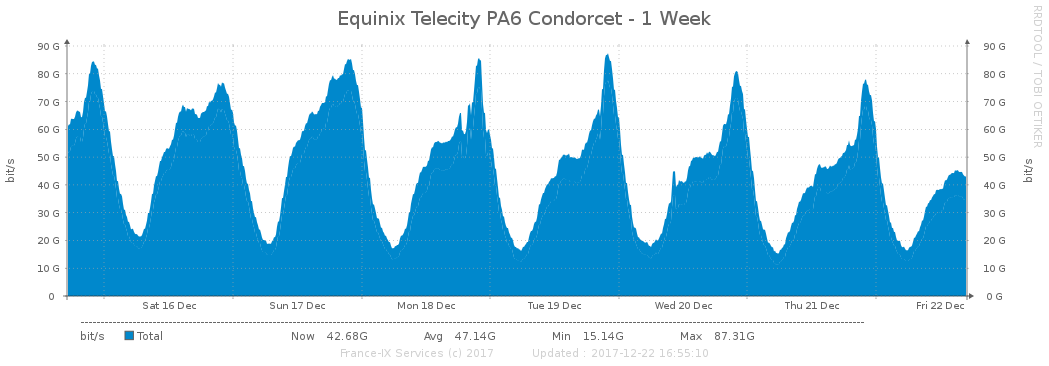 Equinix Telecity PA6 Condorcet - 1 Week
RRDTOOL / TOBI OETIKER
90 G 90 G
80 G 80 G
70 G 70 G
60 G 60 G
50 G 50 G
40 G 40 G
30 G 30 G
20 G 20 G
10 G 10 G
0 0 G
bit/s
bit/s
Sat 16 Dec Sun 17 Dec Mon 18 Dec Tue 19 Dec Wed 20 Dec Thu 21 Dec Fri 22 Dec
bit/s Total Now 42.68G Avg 47.14G Min 15.14G Max 87.31G
France-IX Services (c) 2017 Updated : 2017-12-22 16:55:10